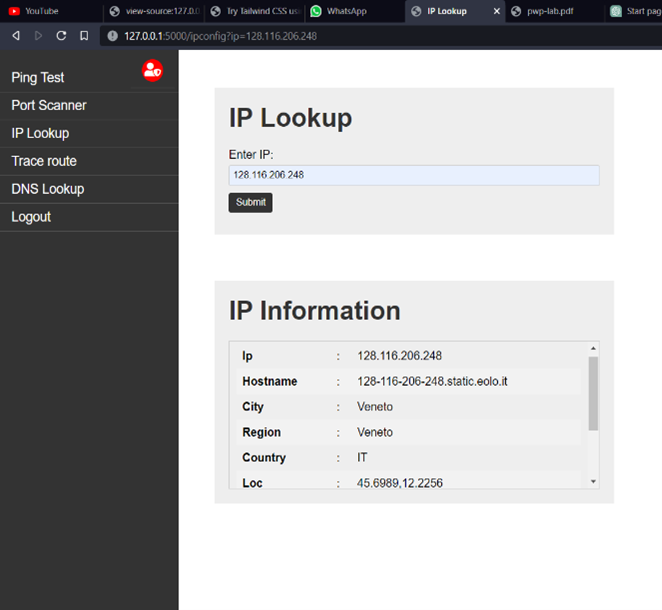 YouTube
view-source:127.0.0
Try Tailwind CSS us
WhatsApp
IP Lookup
pwp-lab.pdf
Start pag
127.0.0.1:5000/ipconfig?ip=128.116.206.248
Ping Test
Port Scanner
IP Lookup
Trace route
DNS Lookup
Logout
IP Lookup
Enter IP:
128.116.206.248
Submit
IP Information
Ip : 128.116.206.248
Hostname : 128-116-206-248.static.eolo.it
City : Veneto
Region : Veneto
Country : IT
Loc : 45.6989,12.2256